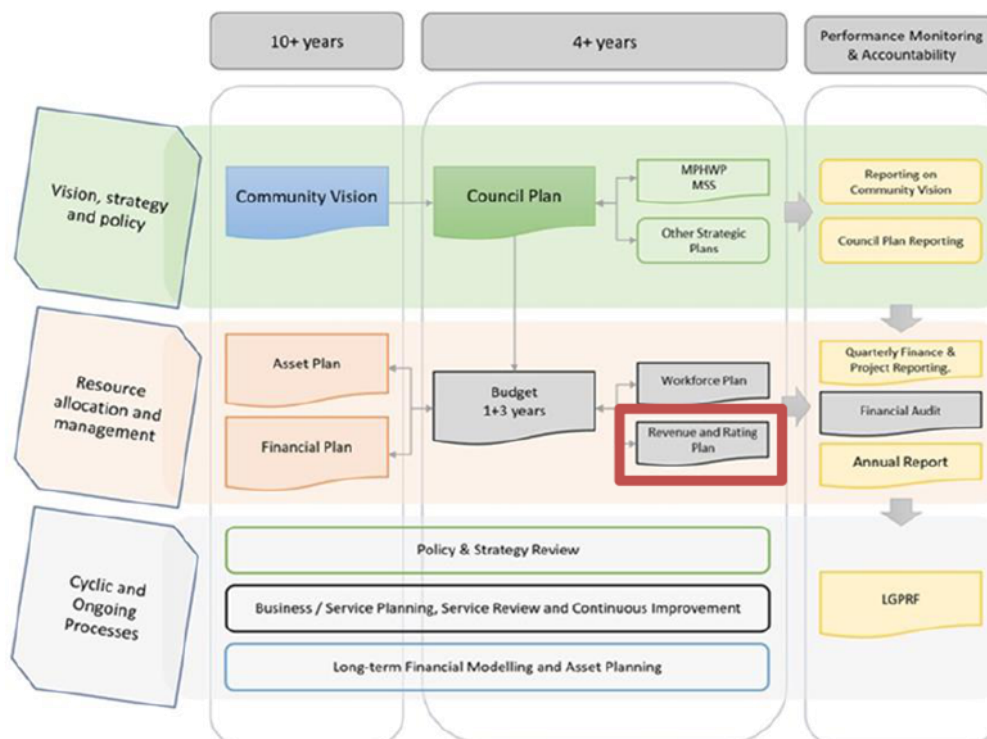 10+ years
4+ years
Performance Monitoring
& Accountability
Vision, strategy
and policy
Community Vision
Council Plan
MPHWP
MSS
Other Strategic
Plans
Reporting on
Community Vision
Council Plan Reporting
Resource
allocation and
management
Asset Plan
Financial Plan
Budget
1+3 years
Workforce Plan
Revenue and Rating
Plan
Quarterly Finance &
Project Reporting.
Financial Audit
Annual Report
Cyclic and
Ongoing
Processes
Policy & Strategy Review
Business / Service Planning, Service Review and Continuous Improvement
Long-term Financial Modelling and Asset Planning
LGPRF